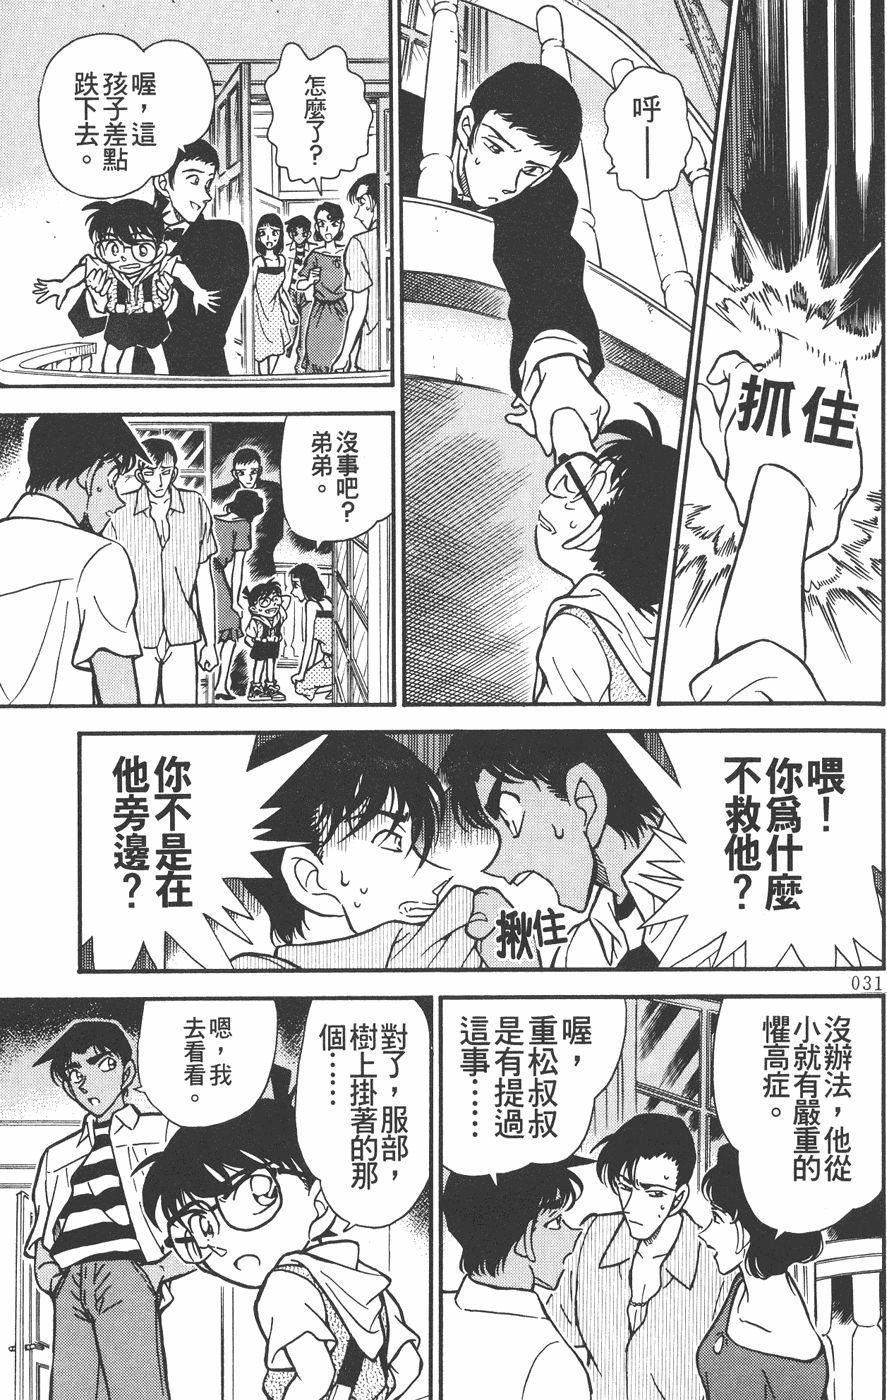 抓住
呼─
怎麼了？
喔，這
孩子差點
跌下去。
沒事吧？
弟弟。
喂！
你爲什麼
不救他？
揪住
你不是在
他旁邊？
031
沒辦法，他從
小就有嚴重的
懼高症。
喔，
重松叔叔
是有提過
這事……
對了，服部，
樹上掛著的那
個……
嗯，我
去看看。